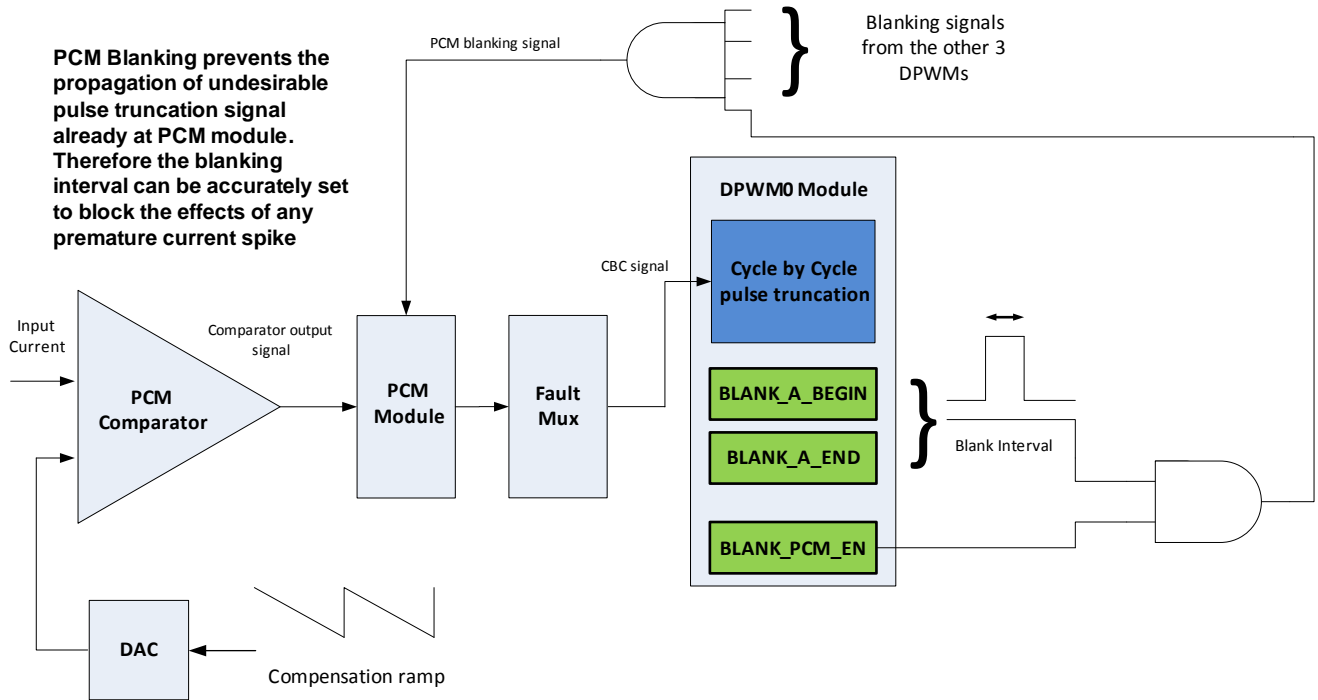 PCM Blanking prevents the
propagation of undesirable
pulse truncation signal
already at PCM module.
Therefore the blanking
interval can be accurately set
to block the effects of any
premature current spike
PCM blanking signal
Blanking signals
from the other 3
DPWMs
DPWM0 Module
Cycle by Cycle
pulse truncation
CBC signal
Input
Current
Comparator output
signal
PCM
Comparator
PCM
Module
Fault
Mux
BLANK_A_BEGIN
BLANK_A_END
Blank Interval
BLANK_PCM_EN
DAC
Compensation ramp